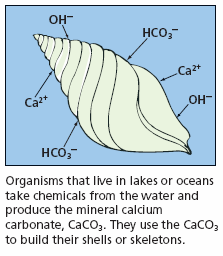 OH⁻
HCO₃⁻
Ca²⁺
Ca²⁺
OH⁻
HCO₃⁻
Organisms that live in lakes or oceans
take chemicals from the water and
produce the mineral calcium
carbonate, CaCO₃. They use the CaCO₃
to build their shells or skeletons.